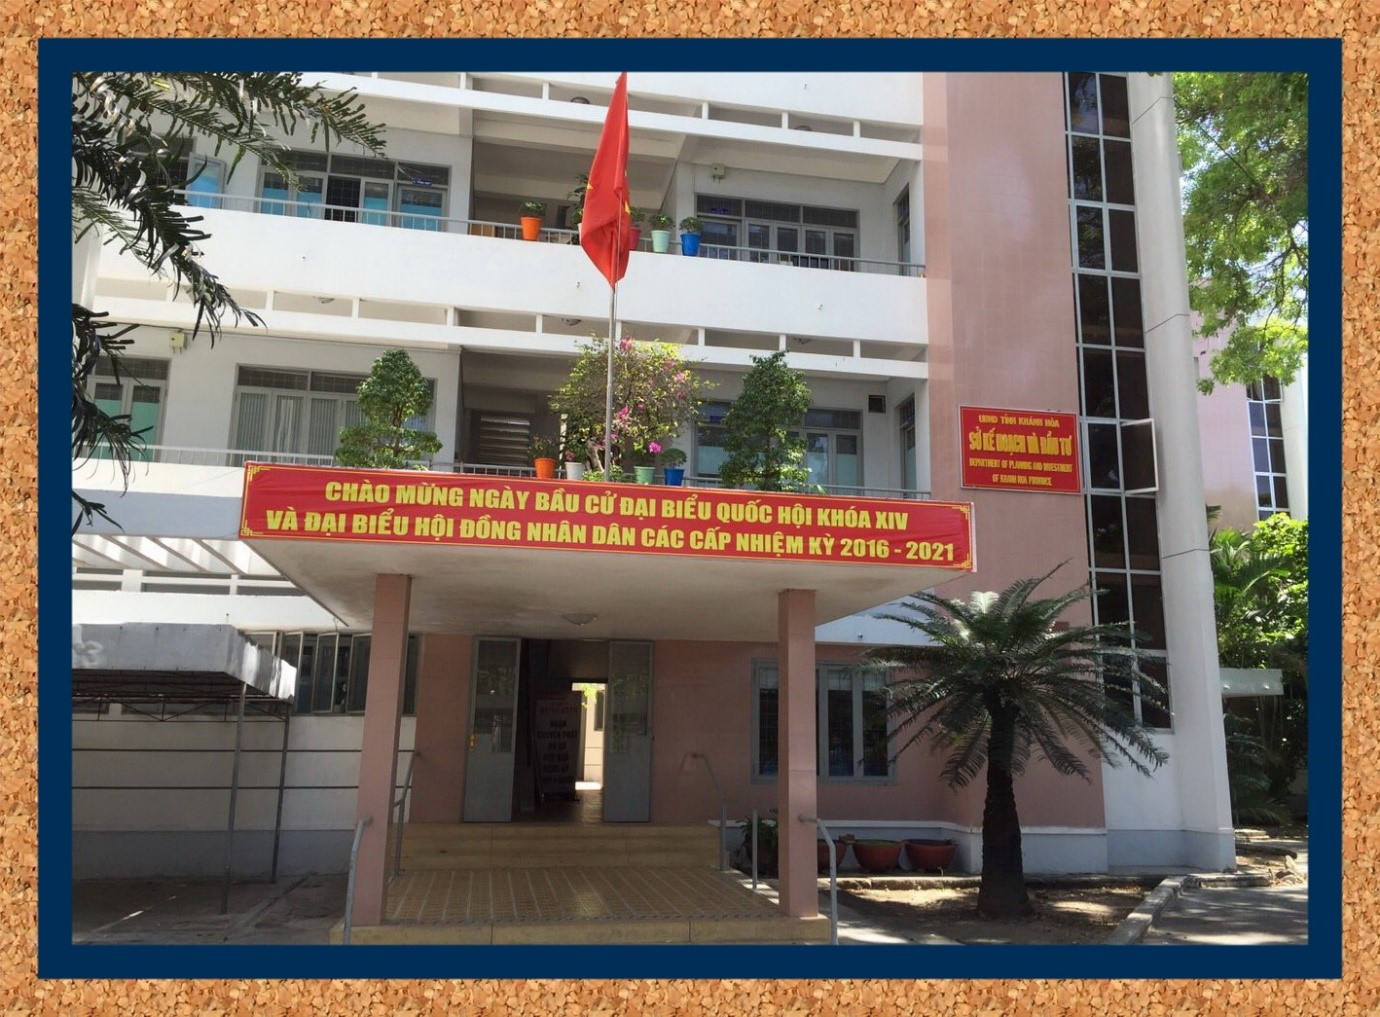 UBND TỈNH KHÁNH HÒA
SỞ KẾ HOẠCH VÀ ĐẦU TƯ
DEPARTMENT OF PLANNING AND INVESTMENT
OF KHANH HOA PROVINCE
CHÀO MỪNG NGÀY BẦU CỬ ĐẠI BIỂU QUỐC HỘI KHÓA XIV
VÀ ĐẠI BIỂU HỘI ĐỒNG NHÂN DÂN CÁC CẤP NHIỆM KỲ 2016 - 2021